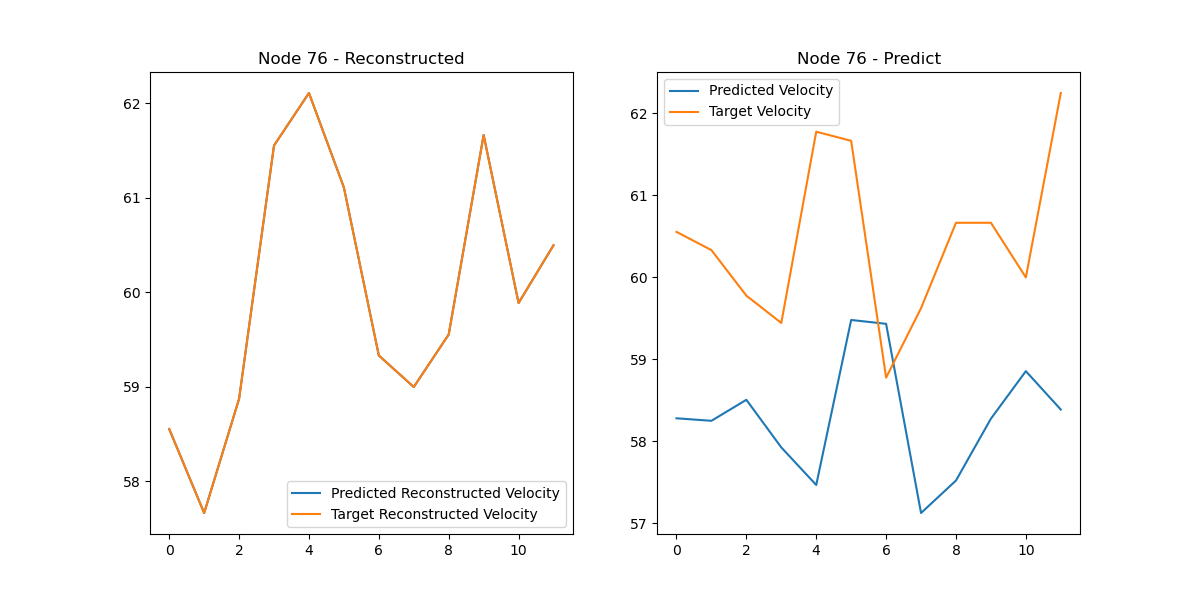 Node 76 - Reconstructed
62
61
60
59
58
0 2 4 6 8 10
Predicted Reconstructed Velocity
Target Reconstructed Velocity
Node 76 - Predict
62
61
60
59
58
57
0 2 4 6 8 10
Predicted Velocity
Target Velocity